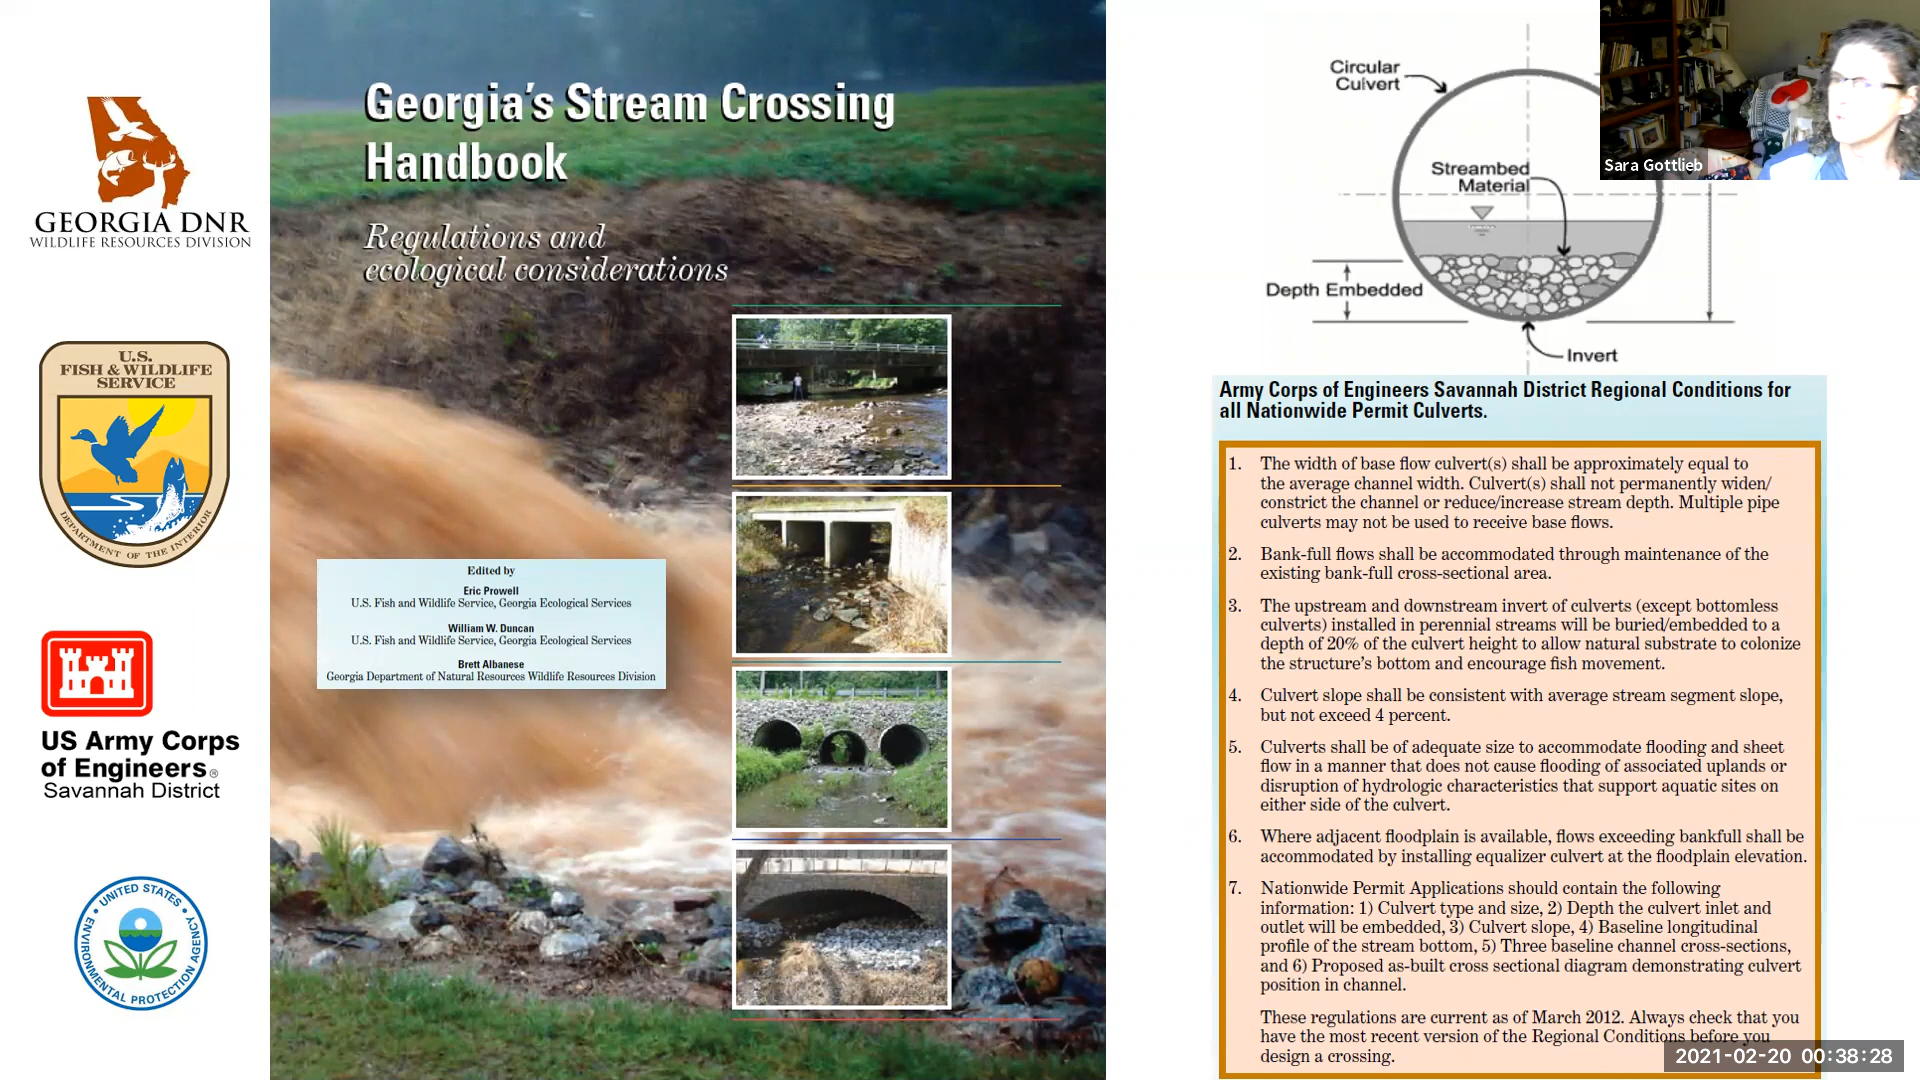 GEORGIA DNR
WILDLIFE RESOURCES DIVISION
U.S.
FISH & WILDLIFE
SERVICE
DEPARTMENT OF THE INTERIOR
US Army Corps
of Engineers®
Savannah District
UNITED STATES
ENVIRONMENTAL PROTECTION AGENCY
Georgia's Stream Crossing
Handbook
Regulations and
ecological considerations
Edited by
Eric Prowell
U.S. Fish and Wildlife Service, Georgia Ecological Services
William W. Duncan
U.S. Fish and Wildlife Service, Georgia Ecological Services
Brett Albanese
Georgia Department of Natural Resources Wildlife Resources Division
Circular
Culvert
Streambed
Material
Depth Embedded
Invert
Sara Gottlieb
Army Corps of Engineers Savannah District Regional Conditions for
all Nationwide Permit Culverts.
1. The width of base flow culvert(s) shall be approximately equal to
the average channel width. Culvert(s) shall not permanently widen/
constrict the channel or reduce/increase stream depth. Multiple pipe
culverts may not be used to receive base flows.
2. Bank-full flows shall be accommodated through maintenance of the
existing bank-full cross-sectional area.
3. The upstream and downstream invert of culverts (except bottomless
culverts) installed in perennial streams will be buried/embedded to a
depth of 20% of the culvert height to allow natural substrate to colonize
the structure's bottom and encourage fish movement.
4. Culvert slope shall be consistent with average stream segment slope,
but not exceed 4 percent.
5. Culverts shall be of adequate size to accommodate flooding and sheet
flow in a manner that does not cause flooding of associated uplands or
disruption of hydrologic characteristics that support aquatic sites on
either side of the culvert.
6. Where adjacent floodplain is available, flows exceeding bankfull shall be
accommodated by installing equalizer culvert at the floodplain elevation.
7. Nationwide Permit Applications should contain the following
information: 1) Culvert type and size, 2) Depth the culvert inlet and
outlet will be embedded, 3) Culvert slope, 4) Baseline longitudinal
profile of the stream bottom, 5) Three baseline channel cross-sections,
and 6) Proposed as-built cross sectional diagram demonstrating culvert
position in channel.
These regulations are current as of March 2012. Always check that you
have the most recent version of the Regional Conditions before you
design a crossing.
2021-02-20 00:38:28